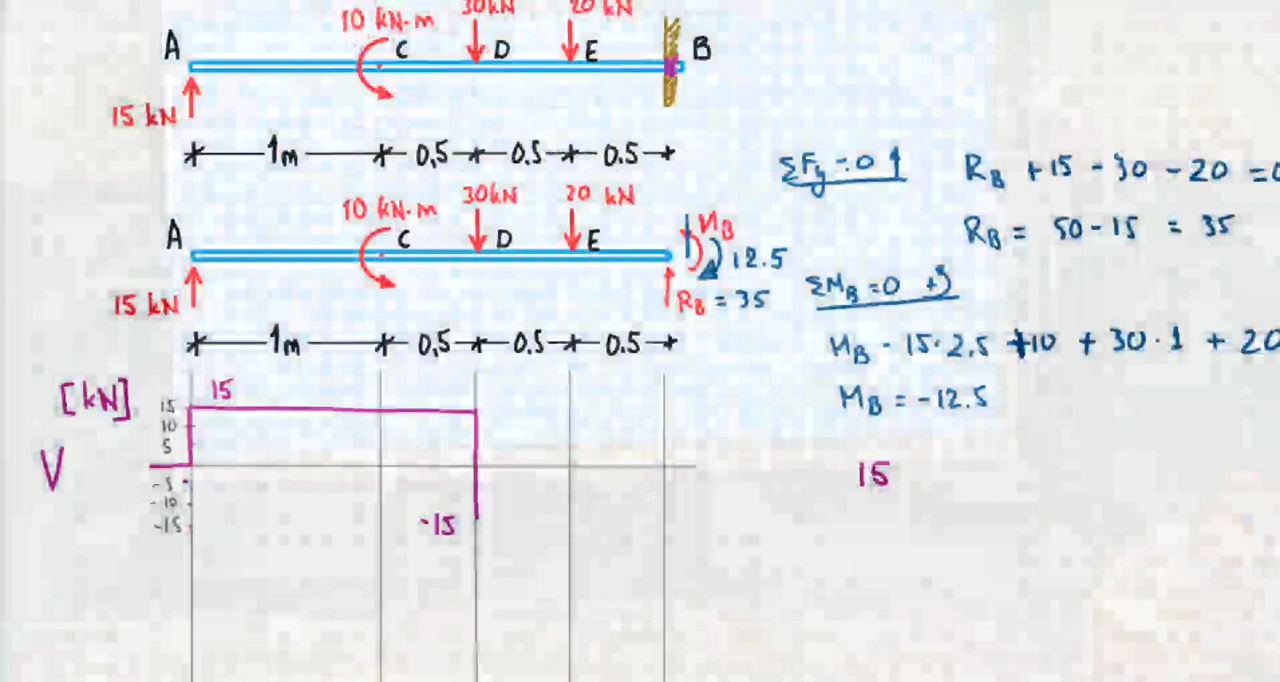 30kN 20 kN
10 kN-m
A C D E B
15 kN
1m 0,5 0.5 0.5
ΣFy = 0 ↑ RB + 15 - 30 - 20 = 0
10 kN-m 30kN 20 kN
A C D E MB
RB = 50 - 15 = 35
12.5
ΣMB = 0 +
15 kN RB = 35
1m 0,5 0.5 0.5
MB - 15·2.5 +10 + 30·1 + 20
[kN] 15
MB = -12.5
15
10
5
V 15
-5
-10
-15 -15